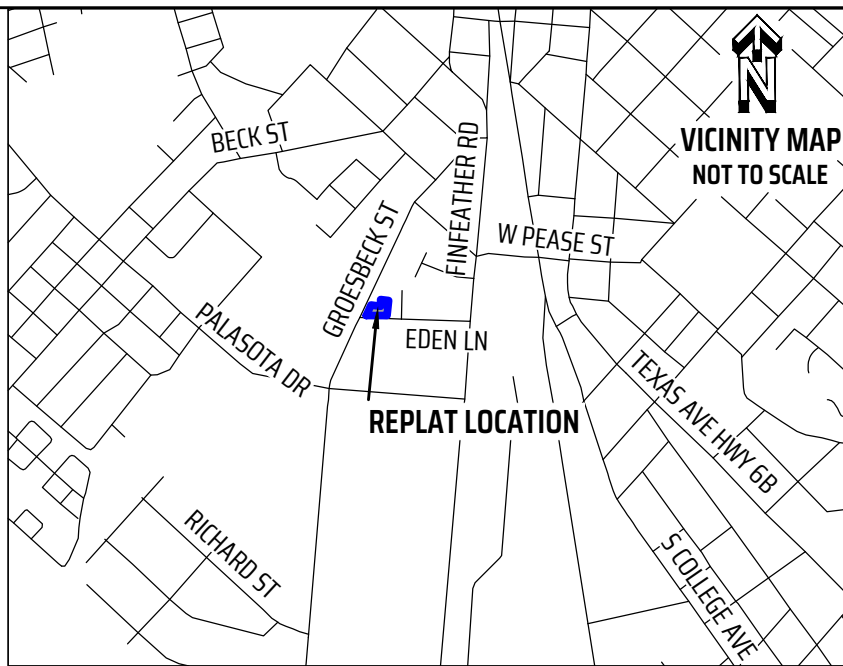 N
VICINITY MAP
NOT TO SCALE
BECK ST
FINFEATHER RD
GROESBECK ST
W PEASE ST
PALASOTA DR
EDEN LN
TEXAS AVE HWY 6B
REPLAT LOCATION
RICHARD ST
S COLLEGE AVE